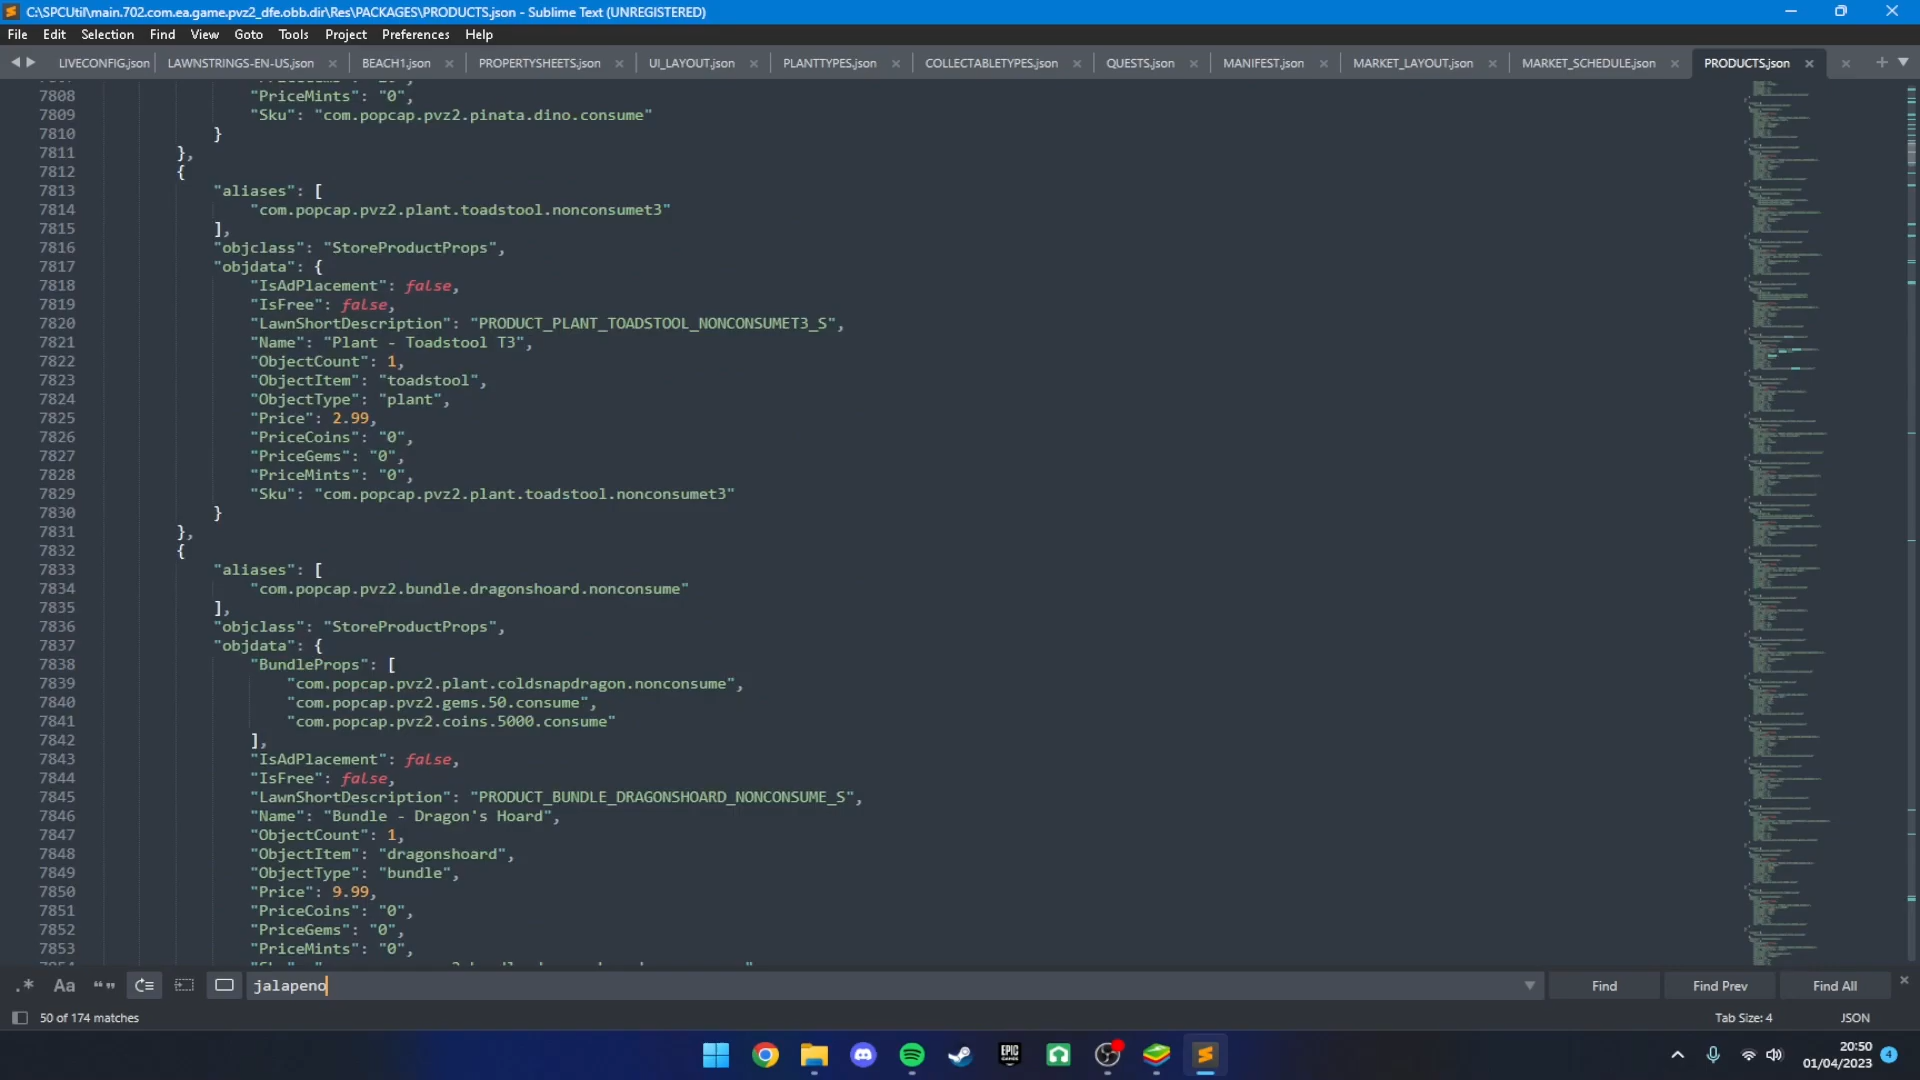 C:\SPCUtil\main.702.com.ea.game.pvz2_dfe.obb.dir\Res\PACKAGES\PRODUCTS.json - Sublime Text (UNREGISTERED)
File Edit Selection Find View Goto Tools Project Preferences Help
LIVECONFIG.json LAWNSTRINGS-EN-US.json BEACH1.json PROPERTYSHEETS.json UI_LAYOUT.json PLANTTYPES.json COLLECTABLETYPES.json QUESTS.json MANIFEST.json MARKET_LAYOUT.json MARKET_SCHEDULE.json PRODUCTS.json
7808 "PriceMints": "0",
7809 "Sku": "com.popcap.pvz2.pinata.dino.consume"
7810 }
7811 },
7812 {
7813 "aliases": [
7814 "com.popcap.pvz2.plant.toadstool.nonconsumet3"
7815 ],
7816 "objclass": "StoreProductProps",
7817 "objdata": {
7818 "IsAdPlacement": false,
7819 "IsFree": false,
7820 "LawnShortDescription": "PRODUCT_PLANT_TOADSTOOL_NONCONSUMET3_S",
7821 "Name": "Plant - Toadstool T3",
7822 "ObjectCount": 1,
7823 "ObjectItem": "toadstool",
7824 "ObjectType": "plant",
7825 "Price": 2.99,
7826 "PriceCoins": "0",
7827 "PriceGems": "0",
7828 "PriceMints": "0",
7829 "Sku": "com.popcap.pvz2.plant.toadstool.nonconsumet3"
7830 }
7831 },
7832 {
7833 "aliases": [
7834 "com.popcap.pvz2.bundle.dragonshoard.nonconsume"
7835 ],
7836 "objclass": "StoreProductProps",
7837 "objdata": {
7838 "BundleProps": [
7839 "com.popcap.pvz2.plant.coldsnapdragon.nonconsume",
7840 "com.popcap.pvz2.gems.50.consume",
7841 "com.popcap.pvz2.coins.5000.consume"
7842 ],
7843 "IsAdPlacement": false,
7844 "IsFree": false,
7845 "LawnShortDescription": "PRODUCT_BUNDLE_DRAGONSHOARD_NONCONSUME_S",
7846 "Name": "Bundle - Dragon's Hoard",
7847 "ObjectCount": 1,
7848 "ObjectItem": "dragonshoard",
7849 "ObjectType": "bundle",
7850 "Price": 9.99,
7851 "PriceCoins": "0",
7852 "PriceGems": "0",
7853 "PriceMints": "0",
.* Aa “” jalapeno Find Find Prev Find All
50 of 174 matches Tab Size: 4 JSON
EPIC GAMES
20:50
01/04/2023 4